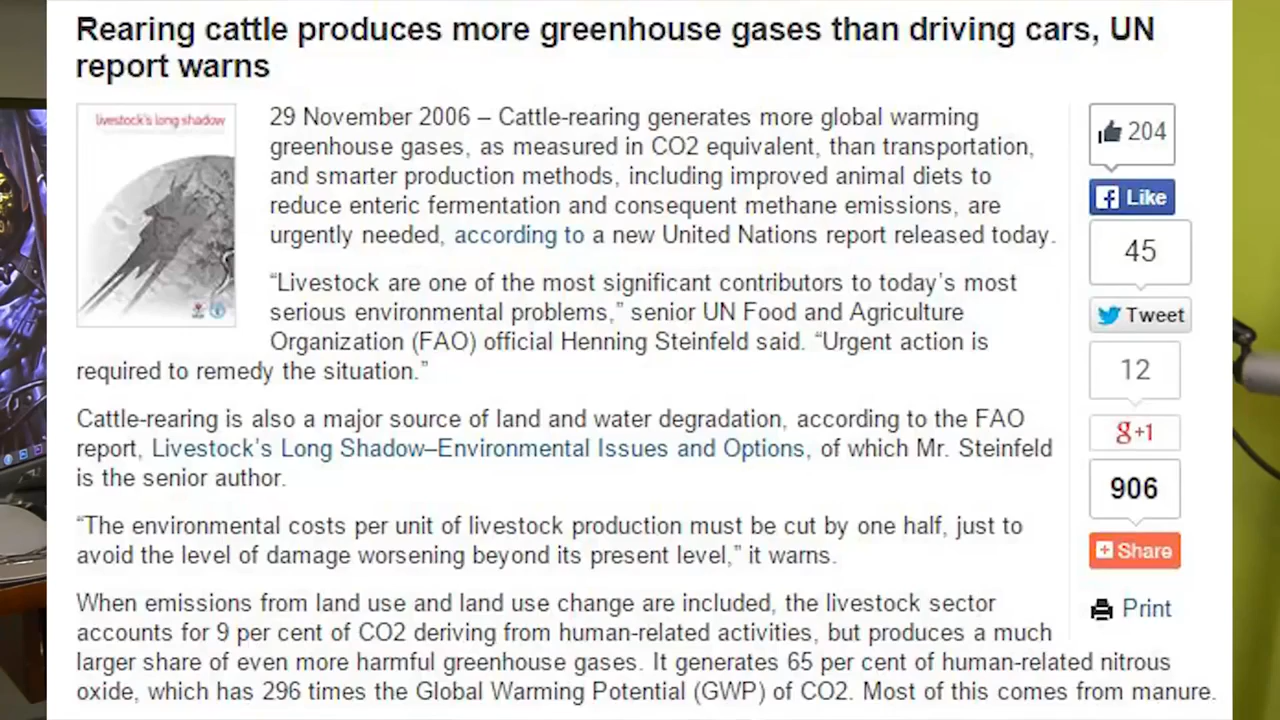 Rearing cattle produces more greenhouse gases than driving cars, UN
report warns
livestock's long shadow
29 November 2006 – Cattle-rearing generates more global warming
greenhouse gases, as measured in CO2 equivalent, than transportation,
and smarter production methods, including improved animal diets to
reduce enteric fermentation and consequent methane emissions, are
urgently needed, according to a new United Nations report released today.
“Livestock are one of the most significant contributors to today’s most
serious environmental problems,” senior UN Food and Agriculture
Organization (FAO) official Henning Steinfeld said. “Urgent action is
required to remedy the situation.”
Cattle-rearing is also a major source of land and water degradation, according to the FAO
report, Livestock’s Long Shadow–Environmental Issues and Options, of which Mr. Steinfeld
is the senior author.
“The environmental costs per unit of livestock production must be cut by one half, just to
avoid the level of damage worsening beyond its present level,” it warns.
When emissions from land use and land use change are included, the livestock sector
accounts for 9 per cent of CO2 deriving from human-related activities, but produces a much
larger share of even more harmful greenhouse gases. It generates 65 per cent of human-related nitrous
oxide, which has 296 times the Global Warming Potential (GWP) of CO2. Most of this comes from manure.
204
Like
45
Tweet
12
g+1
906
Share
Print